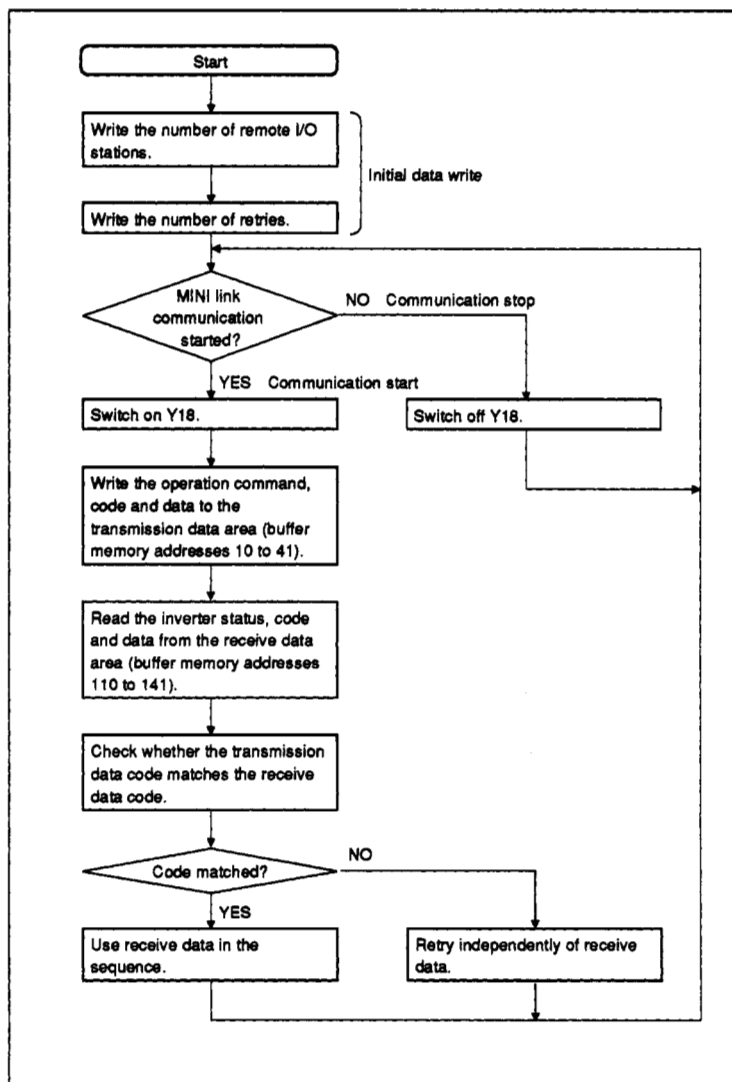 Start
Write the number of remote I/O
stations.
Initial data write
Write the number of retries.
MINI link
communication
started?
NO Communication stop
YES Communication start
Switch on Y18.
Switch off Y18.
Write the operation command,
code and data to the
transmission data area (buffer
memory addresses 10 to 41).
Read the inverter status, code
and data from the receive data
area (buffer memory addresses
110 to 141).
Check whether the transmission
data code matches the receive
data code.
Code matched?
NO
YES
Use receive data in the
sequence.
Retry independently of receive
data.